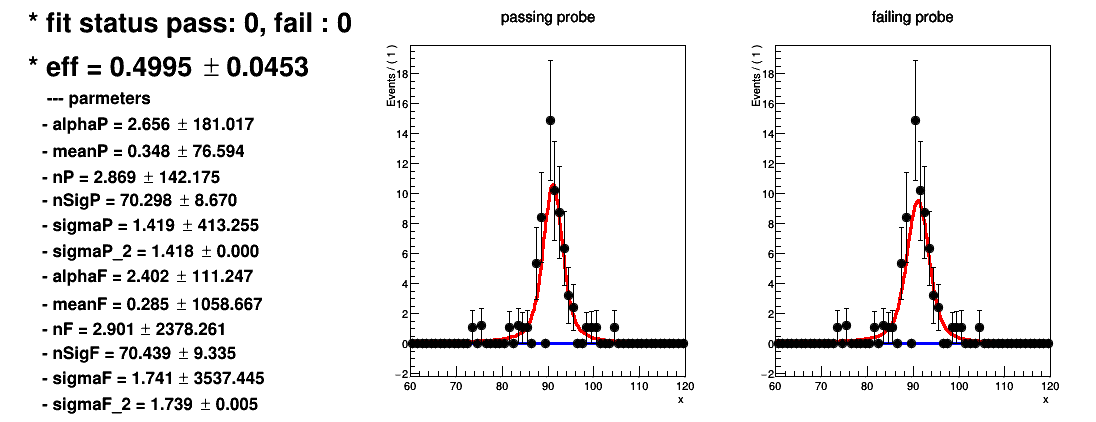 * fit status pass: 0, fail : 0
* eff = 0.4995 ± 0.0453
--- parmeters
- alphaP = 2.656 ± 181.017
- meanP = 0.348 ± 76.594
- nP = 2.869 ± 142.175
- nSigP = 70.298 ± 8.670
- sigmaP = 1.419 ± 413.255
- sigmaP_2 = 1.418 ± 0.000
- alphaF = 2.402 ± 111.247
- meanF = 0.285 ± 1058.667
- nF = 2.901 ± 2378.261
- nSigF = 70.439 ± 9.335
- sigmaF = 1.741 ± 3537.445
- sigmaF_2 = 1.739 ± 0.005
passing probe
Events / ( 1 )
18
16
14
12
10
8
6
4
2
0
−2
60 70 80 90 100 110 120
x
failing probe
Events / ( 1 )
18
16
14
12
10
8
6
4
2
0
−2
60 70 80 90 100 110 120
x